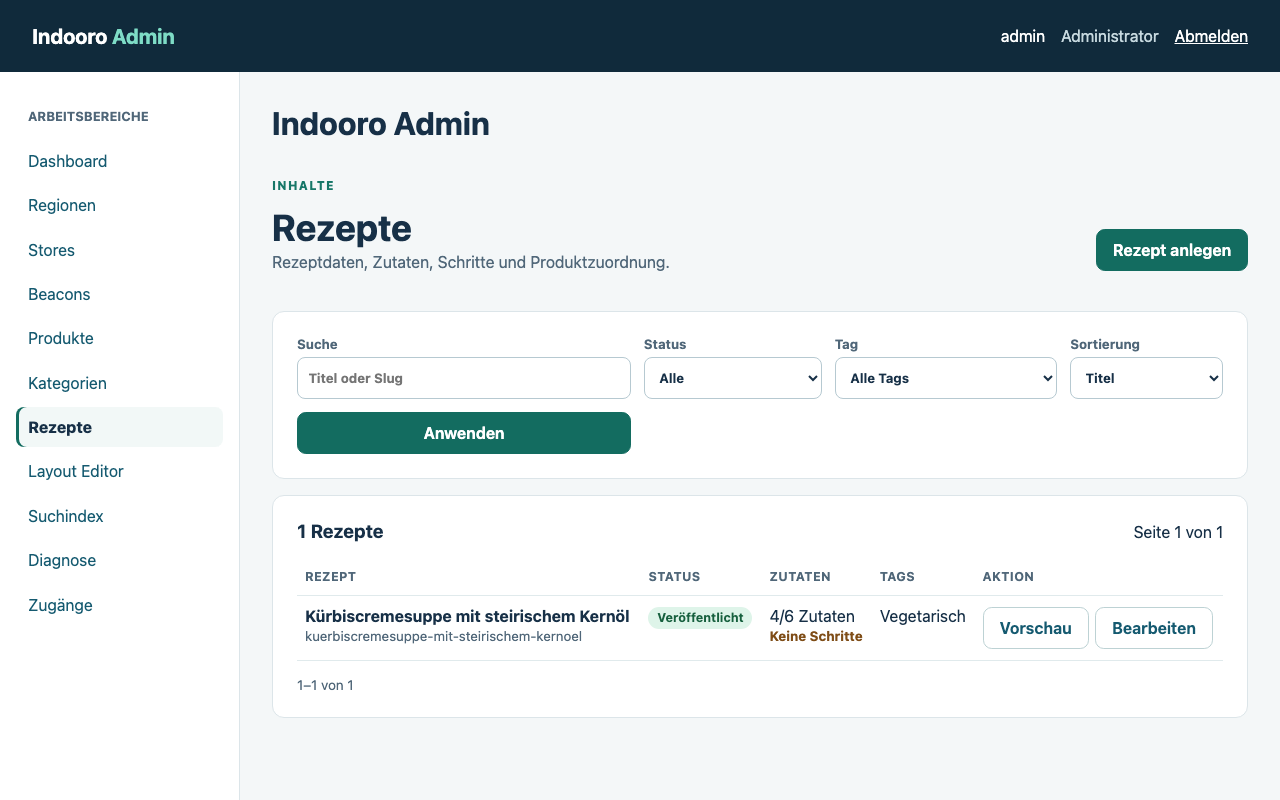 Indooro Admin
admin Administrator Abmelden
ARBEITSBEREICHE
Dashboard
Regionen
Stores
Beacons
Produkte
Kategorien
Rezepte
Layout Editor
Suchindex
Diagnose
Zugänge
Indooro Admin
INHALTE
Rezepte
Rezeptdaten, Zutaten, Schritte und Produktzuordnung.
Rezept anlegen
Suche Status Tag Sortierung
Titel oder Slug Alle Alle Tags Titel
Anwenden
1 Rezepte
Seite 1 von 1
REZEPT STATUS ZUTATEN TAGS AKTION
Kürbiscremesuppe mit steirischem Kernöl Veröffentlicht 4/6 Zutaten Vegetarisch Vorschau Bearbeiten
kuerbiscremesuppe-mit-steirischem-kernoel Keine Schritte
1–1 von 1